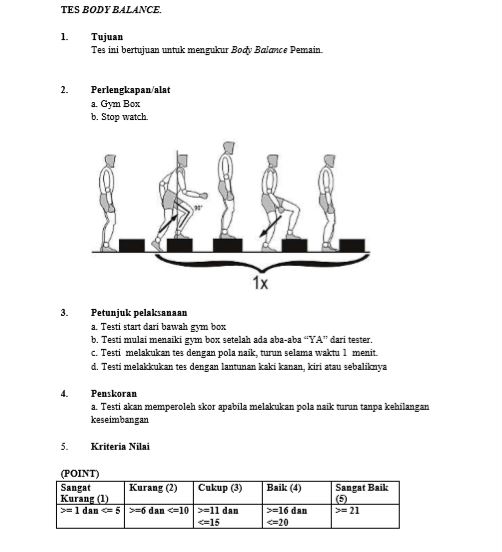 TES BODY BALANCE.
1. Tujuan
Tes ini bertujuan untuk mengukur Body Balance Pemain.
2. Perlengkapan/alat
a. Gym Box
b. Stop watch.
90°
1x
3. Petunjuk pelaksanaan
a. Testi start dari bawah gym box
b. Testi mulai menaiki gym box setelah ada aba-aba “YA” dari tester.
c. Testi melakukan tes dengan pola naik, turun selama waktu 1 menit.
d. Testi melakkukan tes dengan lantunan kaki kanan, kiri atau sebaliknya
4. Penskoran
a. Testi akan memperoleh skor apabila melakukan pola naik turun tanpa kehilangan
keseimbangan
5. Kriteria Nilai
(POINT)
Sangat Kurang (1) Kurang (2) Cukup (3) Baik (4) Sangat Baik (5)
>= 1 dan <= 5 >=6 dan <=10 >=11 dan <=15 >=16 dan <=20 >= 21